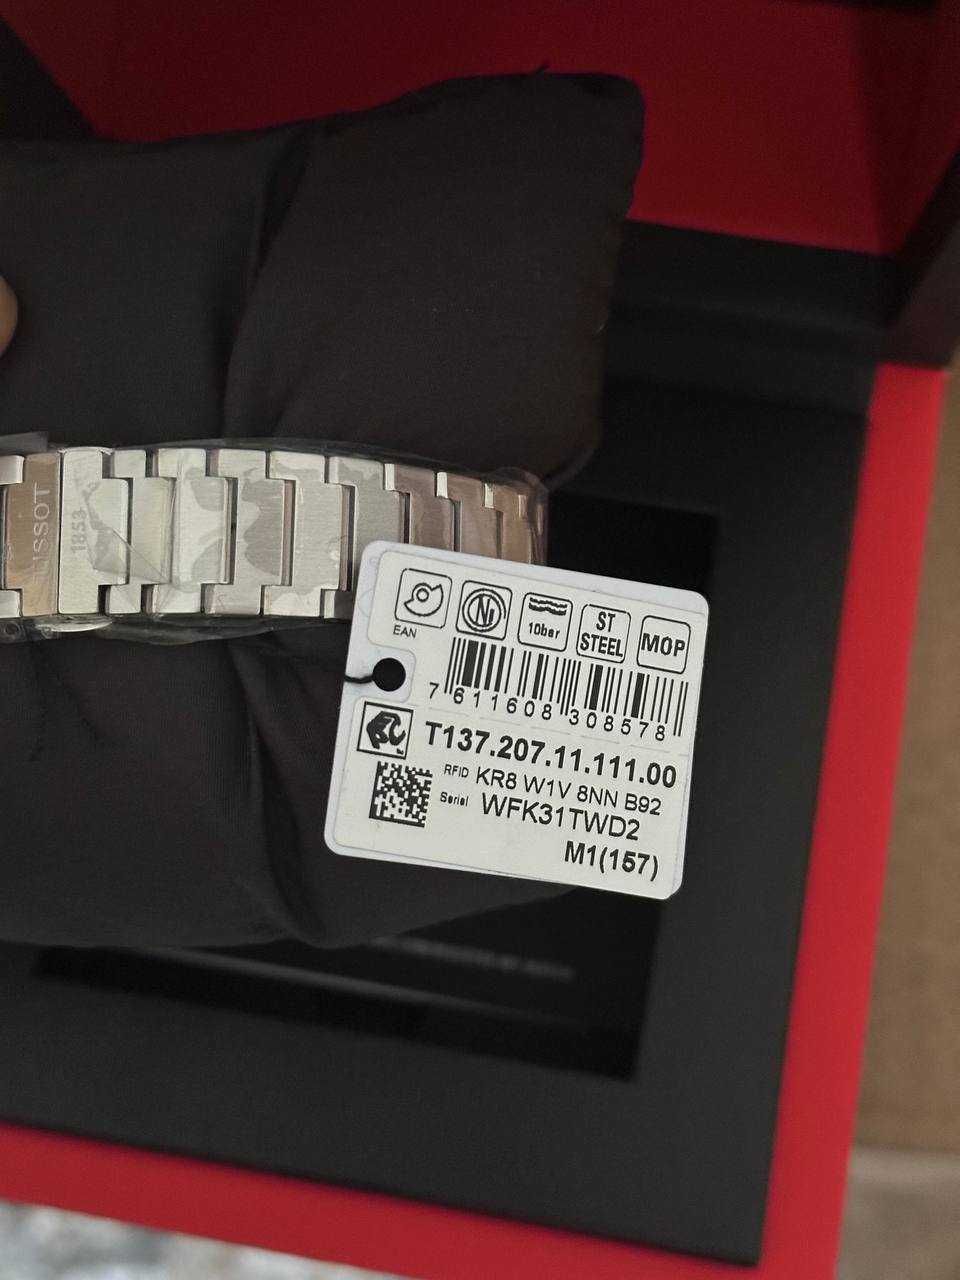 TISSOT
1853
EAN
10bar
ST
STEEL
MOP
7 611608 308578
T137.207.11.111.00
RFID KR8 W1V 8NN B92
Serial WFK31TWD2
M1(157)